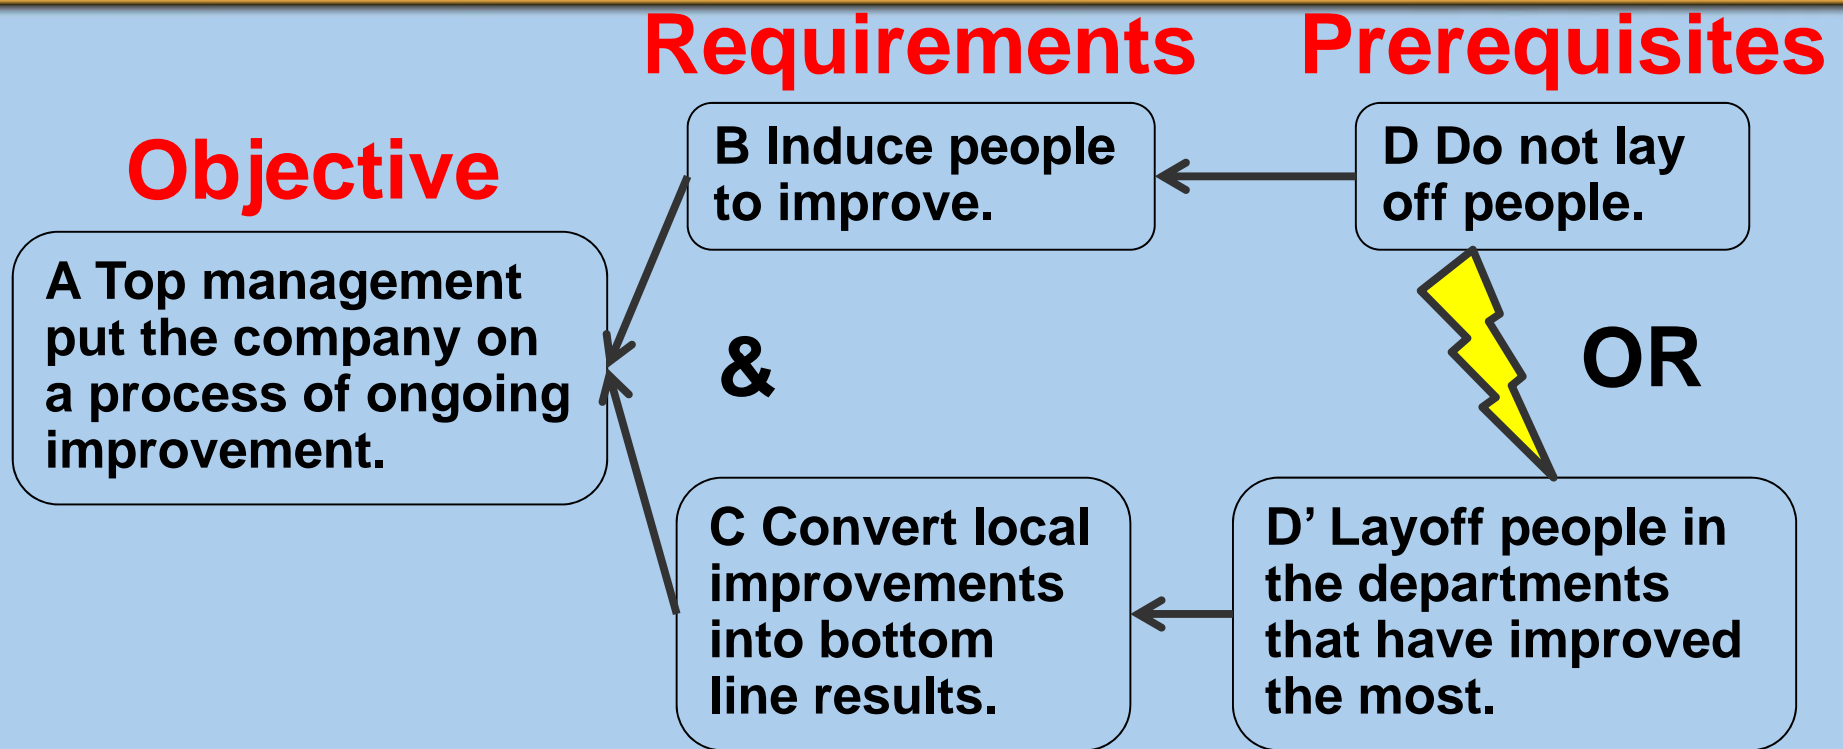 Requirements
Prerequisites
Objective
A Top management
put the company on
a process of ongoing
improvement.
B Induce people
to improve.
D Do not lay
off people.
&
OR
C Convert local
improvements
into bottom
line results.
D’ Layoff people in
the departments
that have improved
the most.